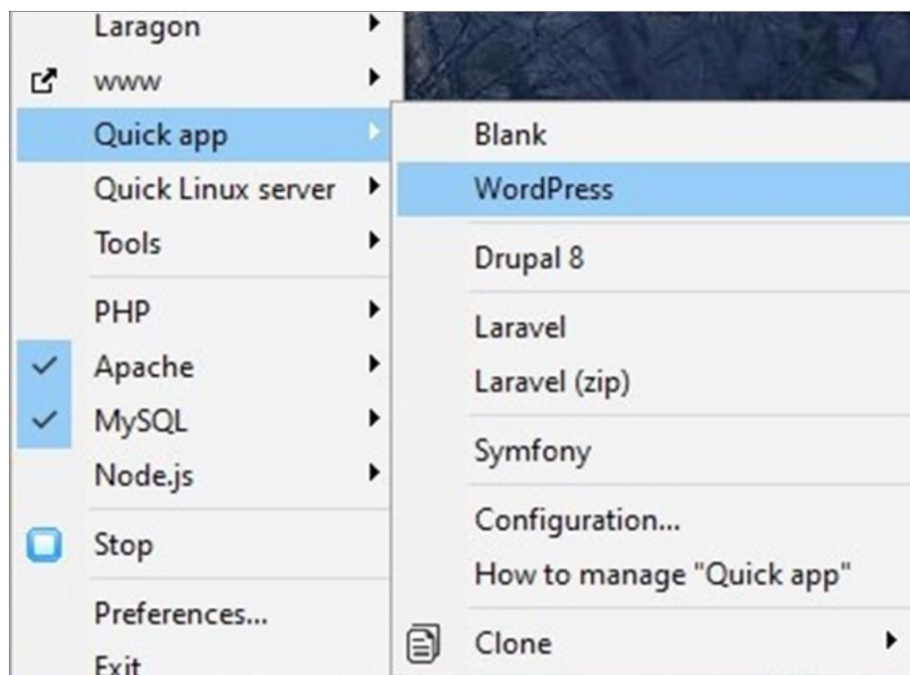 Laragon
www
Quick app
Quick Linux server
Tools
PHP
Apache
MySQL
Node.js
Stop
Preferences...
Exit
Blank
WordPress
Drupal 8
Laravel
Laravel (zip)
Symfony
Configuration...
How to manage "Quick app"
Clone